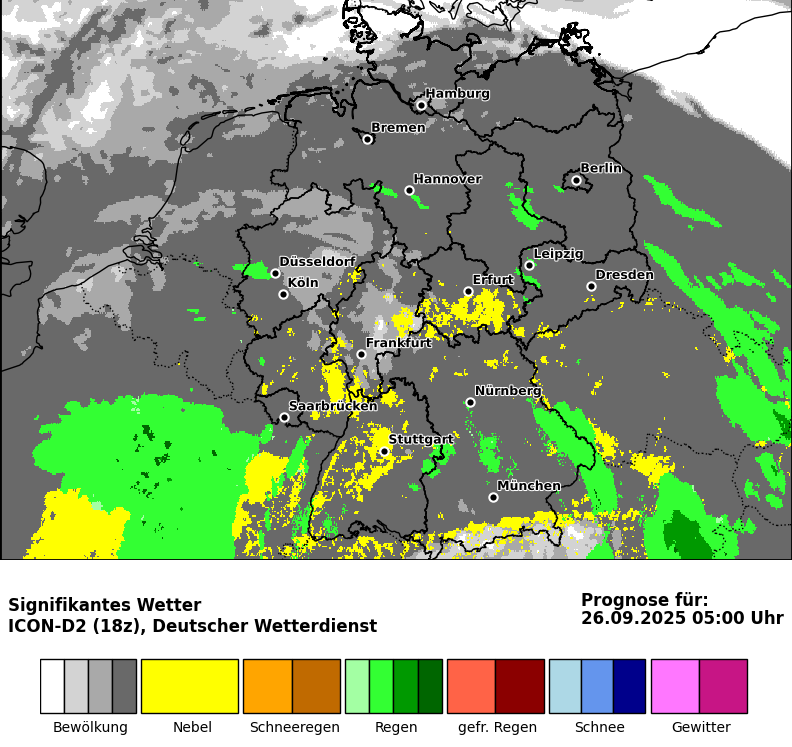 Hamburg
Bremen
Hannover
Berlin
Düsseldorf
Leipzig
Köln
Erfurt
Dresden
Frankfurt
Nürnberg
Saarbrücken
Stuttgart
München
Signifikantes Wetter
ICON-D2 (18z), Deutscher Wetterdienst
Prognose für:
26.09.2025 05:00 Uhr
Bewölkung Nebel Schneeregen Regen gefr. Regen Schnee Gewitter